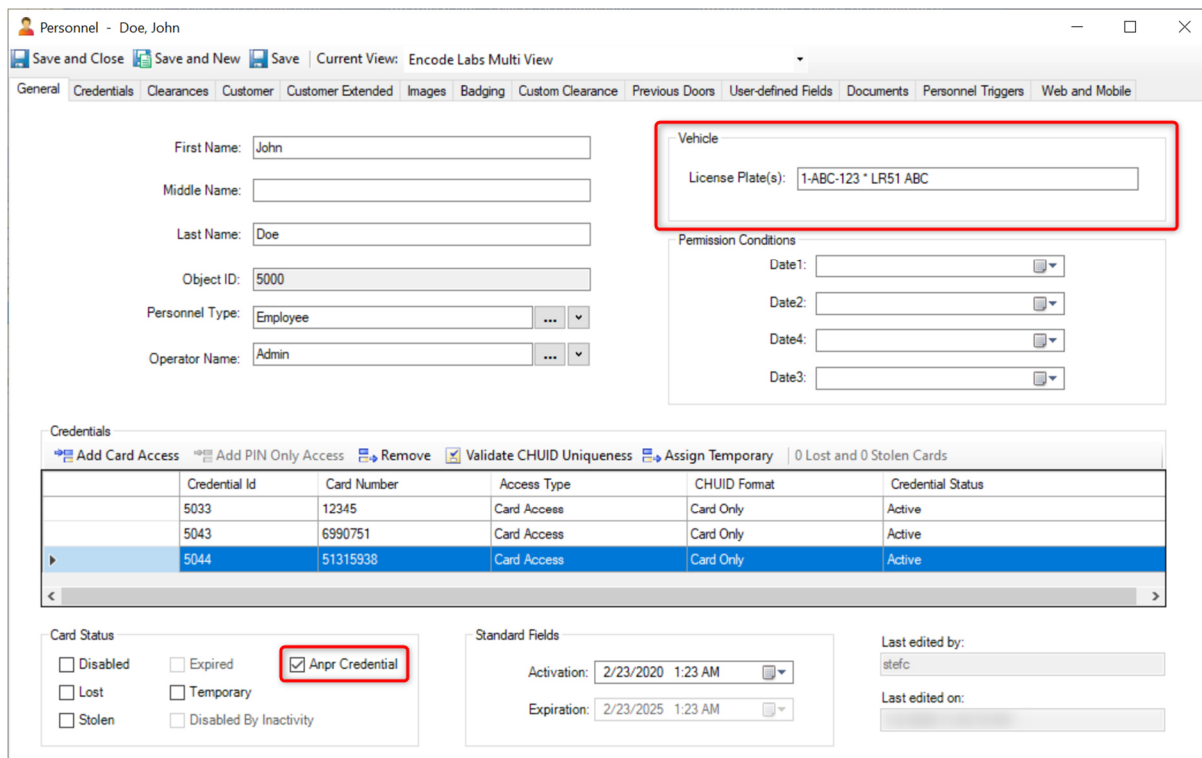 Personnel - Doe, John
Save and Close Save and New Save Current View: Encode Labs Multi View
General Credentials Clearances Customer Customer Extended Images Badging Custom Clearance Previous Doors User-defined Fields Documents Personnel Triggers Web and Mobile
First Name: John
Middle Name:
Last Name: Doe
Object ID: 5000
Personnel Type: Employee ...
Operator Name: Admin ...
Vehicle
License Plate(s): 1-ABC-123 * LR51 ABC
Permission Conditions
Date1:
Date2:
Date4:
Date3:
Credentials
Add Card Access Add PIN Only Access Remove Validate CHUID Uniqueness Assign Temporary 0 Lost and 0 Stolen Cards
Credential Id Card Number Access Type CHUID Format Credential Status
5033 12345 Card Access Card Only Active
5043 6990751 Card Access Card Only Active
5044 51315938 Card Access Card Only Active
Card Status
Disabled Expired Anpr Credential
Lost Temporary
Stolen Disabled By Inactivity
Standard Fields
Activation: 2/23/2020 1:23 AM
Expiration: 2/23/2025 1:23 AM
Last edited by:
stefc
Last edited on: